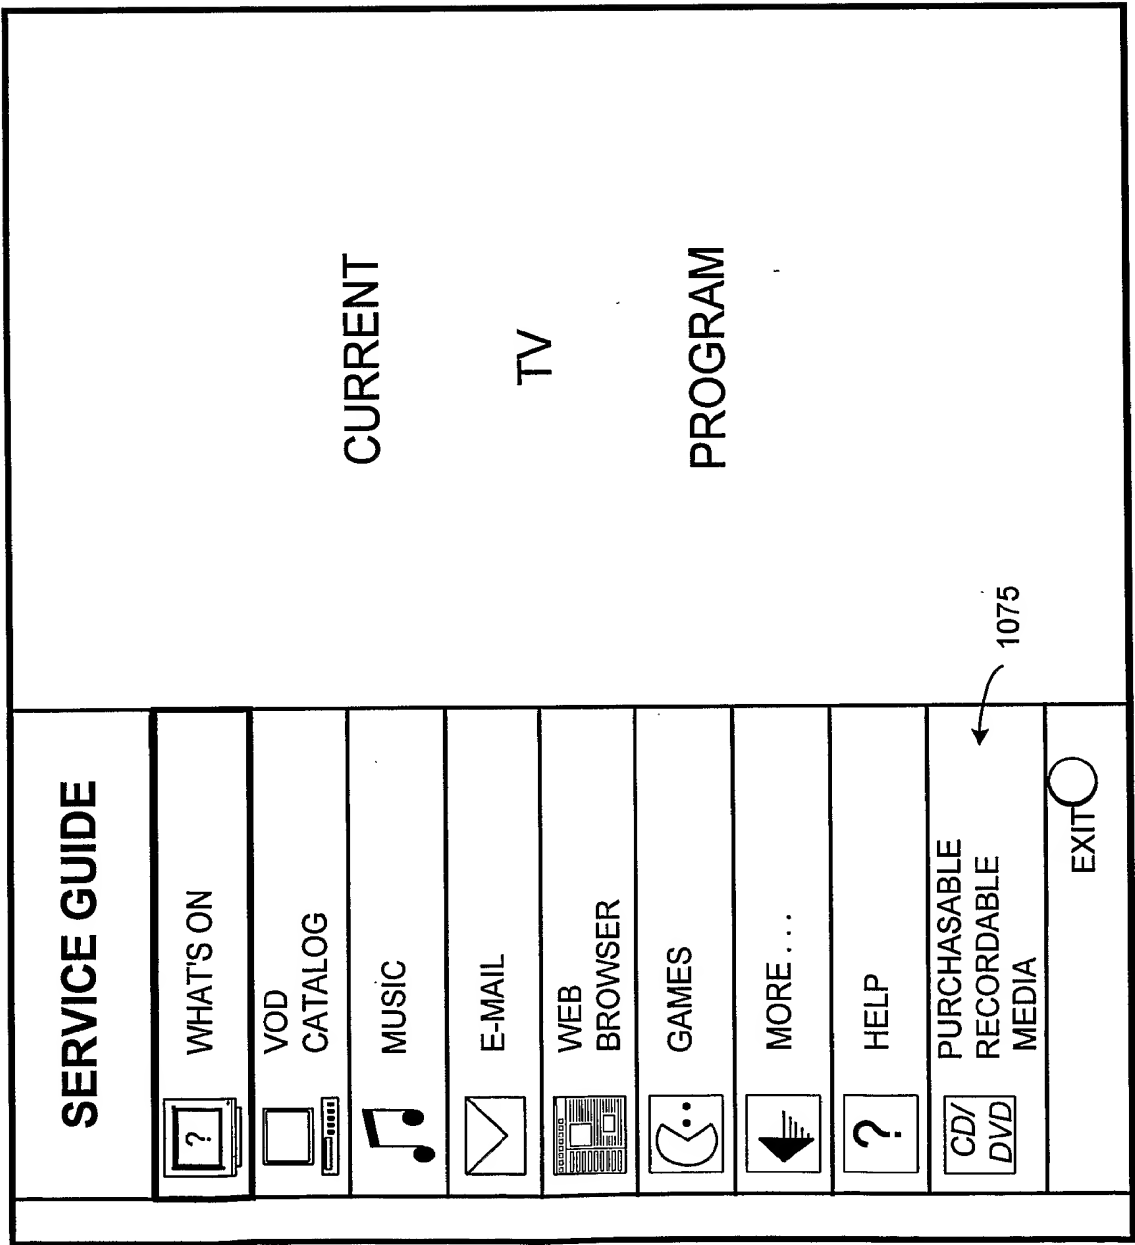 SERVICE GUIDE
?
WHAT'S ON
VOD
CATALOG
MUSIC
E-MAIL
WEB
BROWSER
GAMES
MORE....
?
HELP
CD/
DVD
PURCHASABLE
RECORDABLE
MEDIA
EXIT
1075
CURRENT
TV
PROGRAM